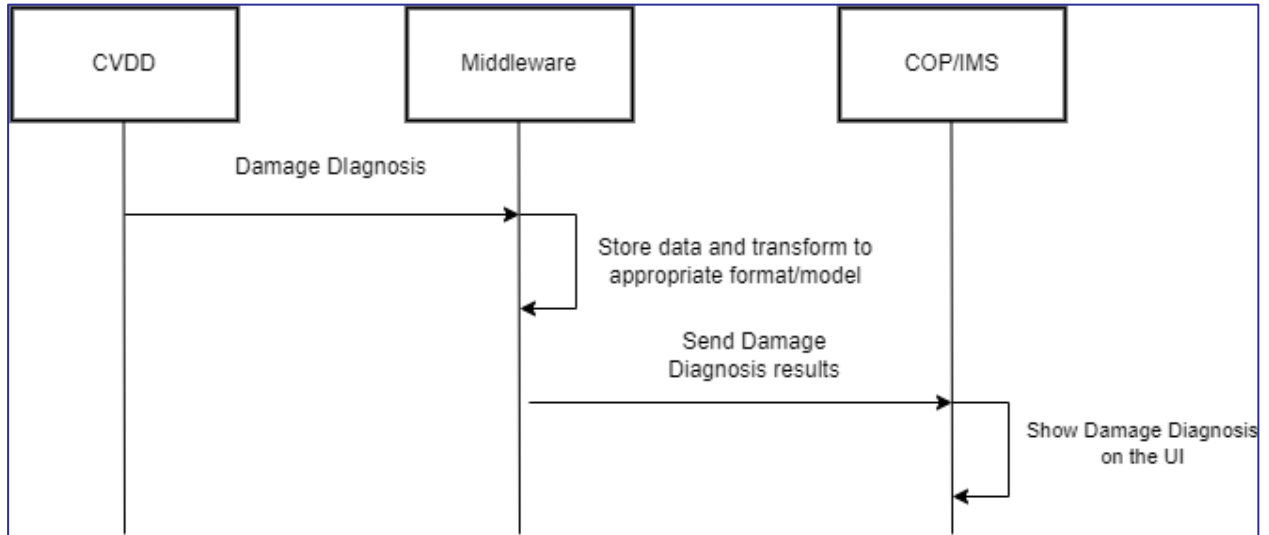 CVDD
Middleware
COP/IMS
Damage DIagnosis
Store data and transform to
appropriate format/model
Send Damage
Diagnosis results
Show Damage Diagnosis
on the UI